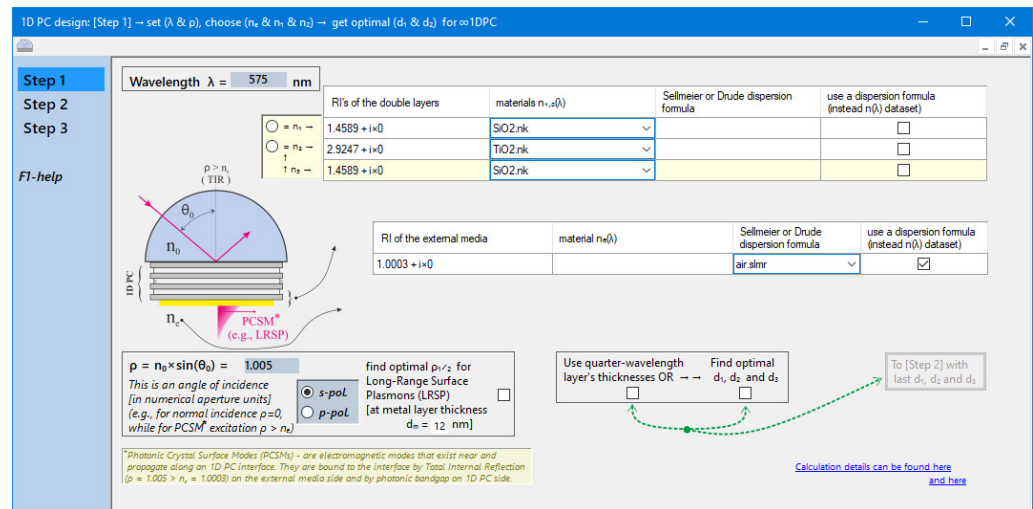 1D PC design: [Step 1] → set (λ & ρ), choose (nₑ & n₁ & n₂) → get optimal (d₁ & d₂) for ∞1DPC
Step 1
Step 2
Step 3
F1-help
Wavelength λ = 575 nm
RI's of the double layers
materials n₁,₂(λ)
Sellmeier or Drude dispersion
formula
use a dispersion formula
(instead n(λ) dataset)
= n₁ → 1.4589 +i×0 SiO2.nk
= n₂ → 2.9247 +i×0 TiO2.nk
↑
↑ n₃ → 1.4589 +i×0 SiO2.nk
ρ > nₑ
(TIR)
θ₀
n₀
1D PC
nₑ
PCSM*
(e.g., LRSP)
RI of the external media
material nₑ(λ)
Sellmeier or Drude
dispersion formula
use a dispersion formula
(instead n(λ) dataset)
1.0003 +i×0 air.slmr
ρ = n₀×sin(θ₀) = 1.005
This is an angle of incidence
[in numerical aperture units]
(e.g., for normal incidence ρ=0,
while for PCSM* excitation ρ > nₑ)
s-pol.
p-pol.
find optimal ρ₁/₂ for
Long-Range Surface
Plasmons (LRSP)
[at metal layer thickness
dₘ = 12 nm]
Use quarter-wavelength
layer's thicknesses OR → →
Find optimal
d₁, d₂ and d₃
To [Step 2] with
last d₁, d₂ and d₃
*Photonic Crystal Surface Modes (PCSMs) - are electromagnetic modes that exist near and
propagate along an 1D PC interface. They are bound to the interface by Total Internal Reflection
(ρ = 1.005 > nₑ = 1.0003) on the external media side and by photonic bandgap on 1D PC side.
Calculation details can be found here
and here